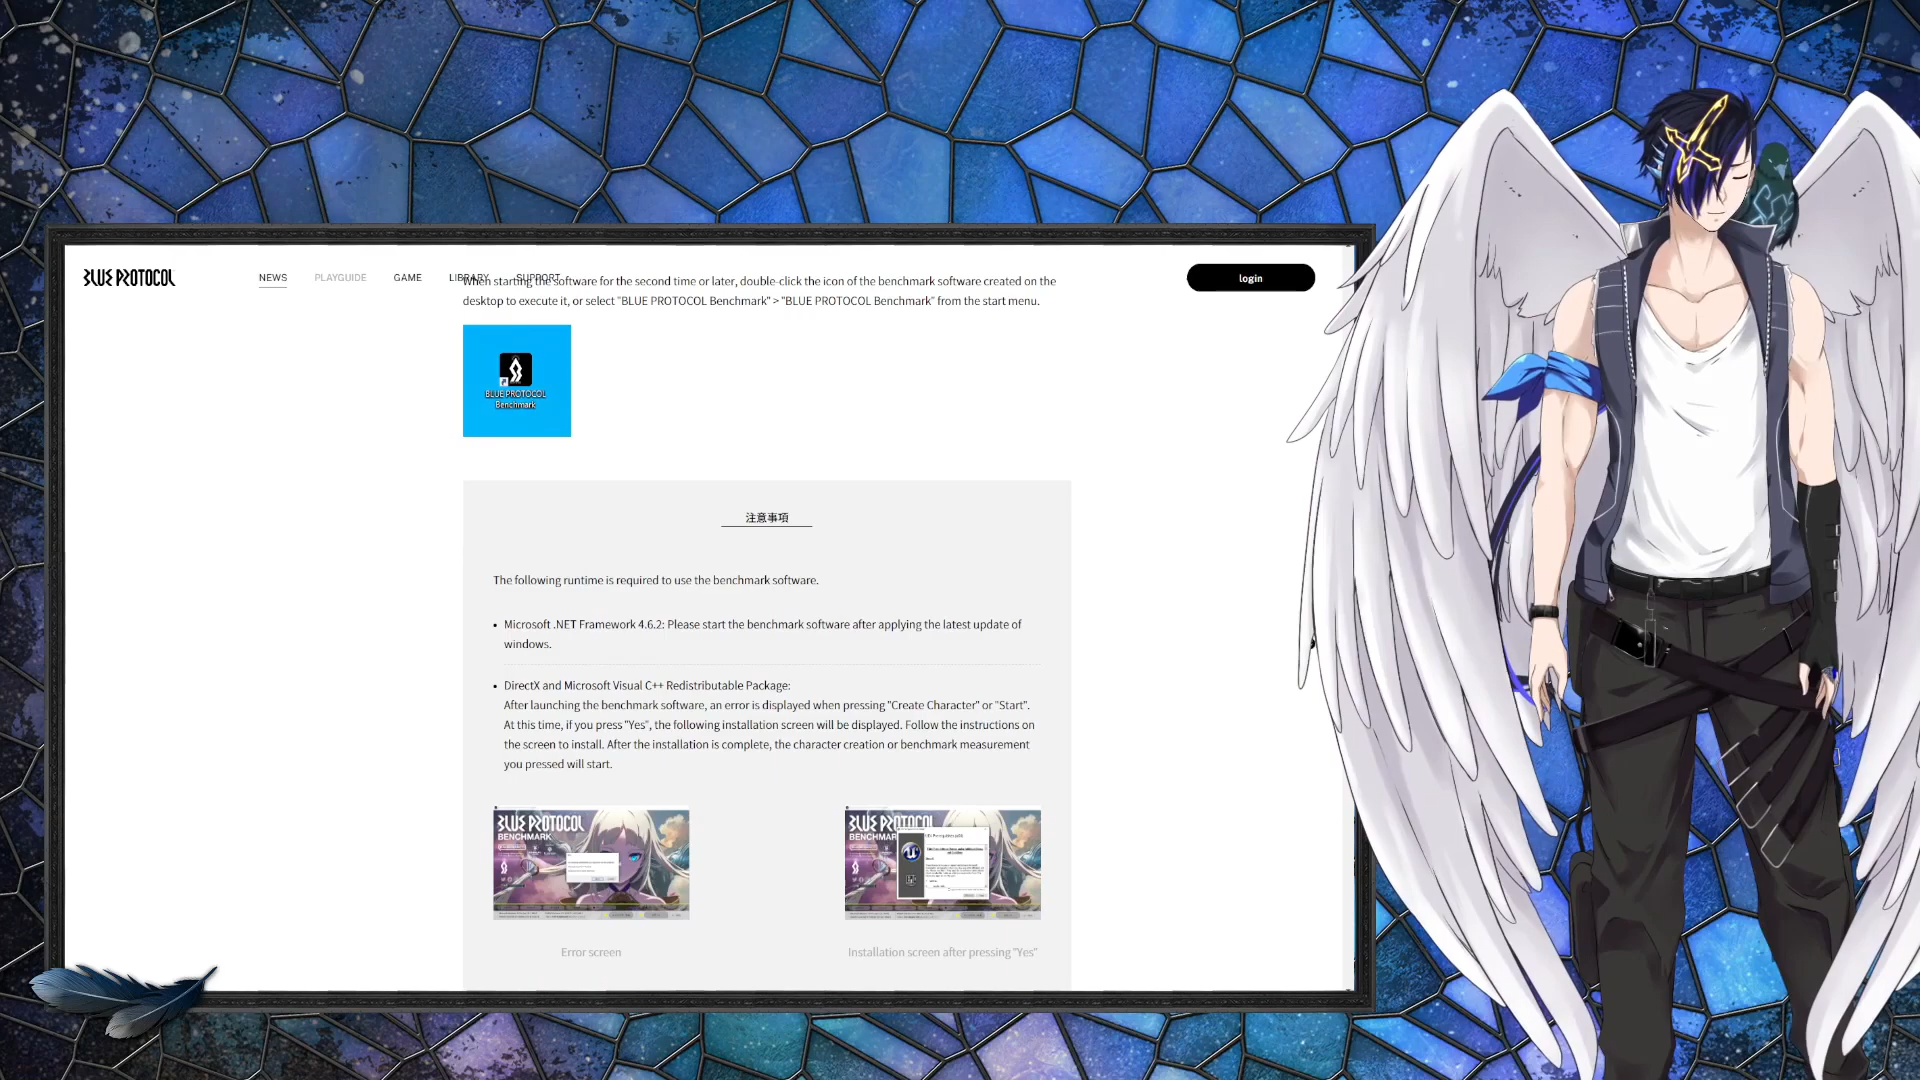 BLUE PROTOCOL
NEWS
PLAYGUIDE
GAME
LIBRARY
SUPPORT
login
When starting the software for the second time or later, double-click the icon of the benchmark software created on the
desktop to execute it, or select "BLUE PROTOCOL Benchmark" > "BLUE PROTOCOL Benchmark" from the start menu.
BLUE PROTOCOL
Benchmark
注意事項
The following runtime is required to use the benchmark software.
• Microsoft .NET Framework 4.6.2: Please start the benchmark software after applying the latest update of
windows.
• DirectX and Microsoft Visual C++ Redistributable Package:
After launching the benchmark software, an error is displayed when pressing "Create Character" or "Start".
At this time, if you press "Yes", the following installation screen will be displayed. Follow the instructions on
the screen to install. After the installation is complete, the character creation or benchmark measurement
you pressed will start.
BLUE PROTOCOL
BENCHMARK
BLUE PROTOCOL
Error screen
Installation screen after pressing "Yes"